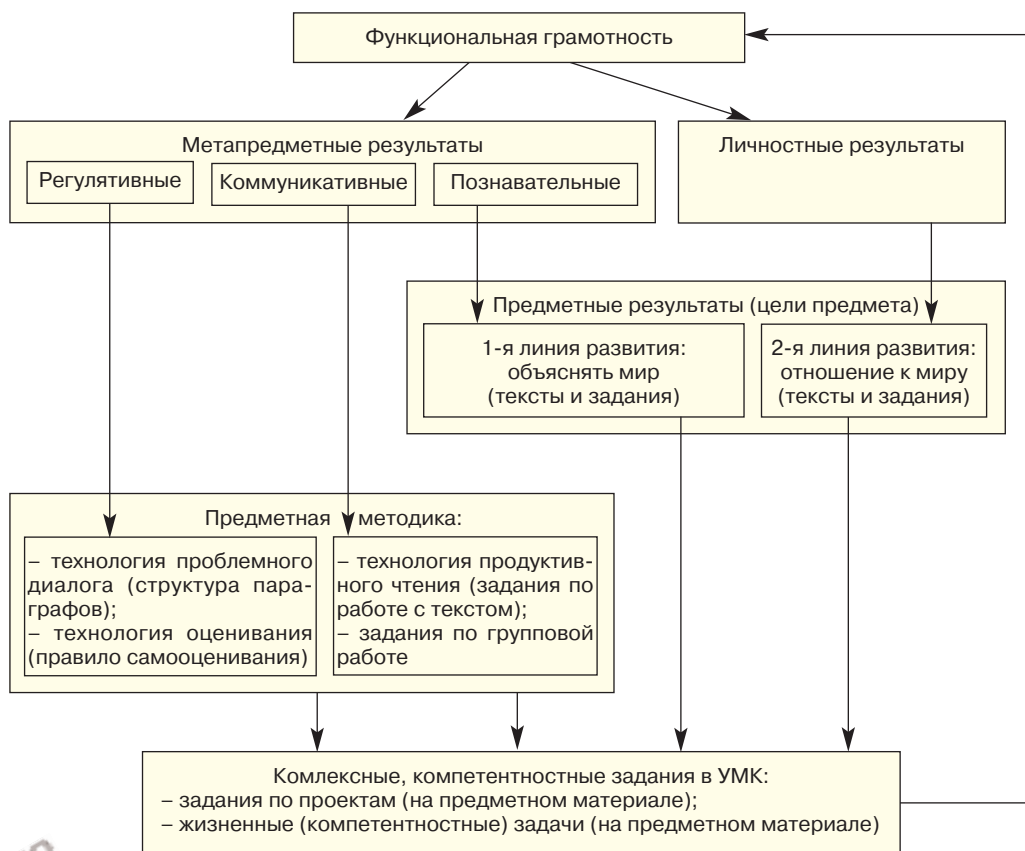 Функциональная грамотность
Метапредметные результаты
Регулятивные
Коммуникативные
Познавательные
Личностные результаты
Предметные результаты (цели предмета)
1-я линия развития:
объяснять мир
(тексты и задания)
2-я линия развития:
отношение к миру
(тексты и задания)
Предметная методика:
– технология проблемного
диалога (структура пара-
графов);
– технология оценивания
(правило самооценивания)
– технология продуктив-
ного чтения (задания по
работе с текстом);
– задания по групповой
работе
Комлексные, компетентностные задания в УМК:
– задания по проектам (на предметном материале);
– жизненные (компетентностные) задачи (на предметном материале)